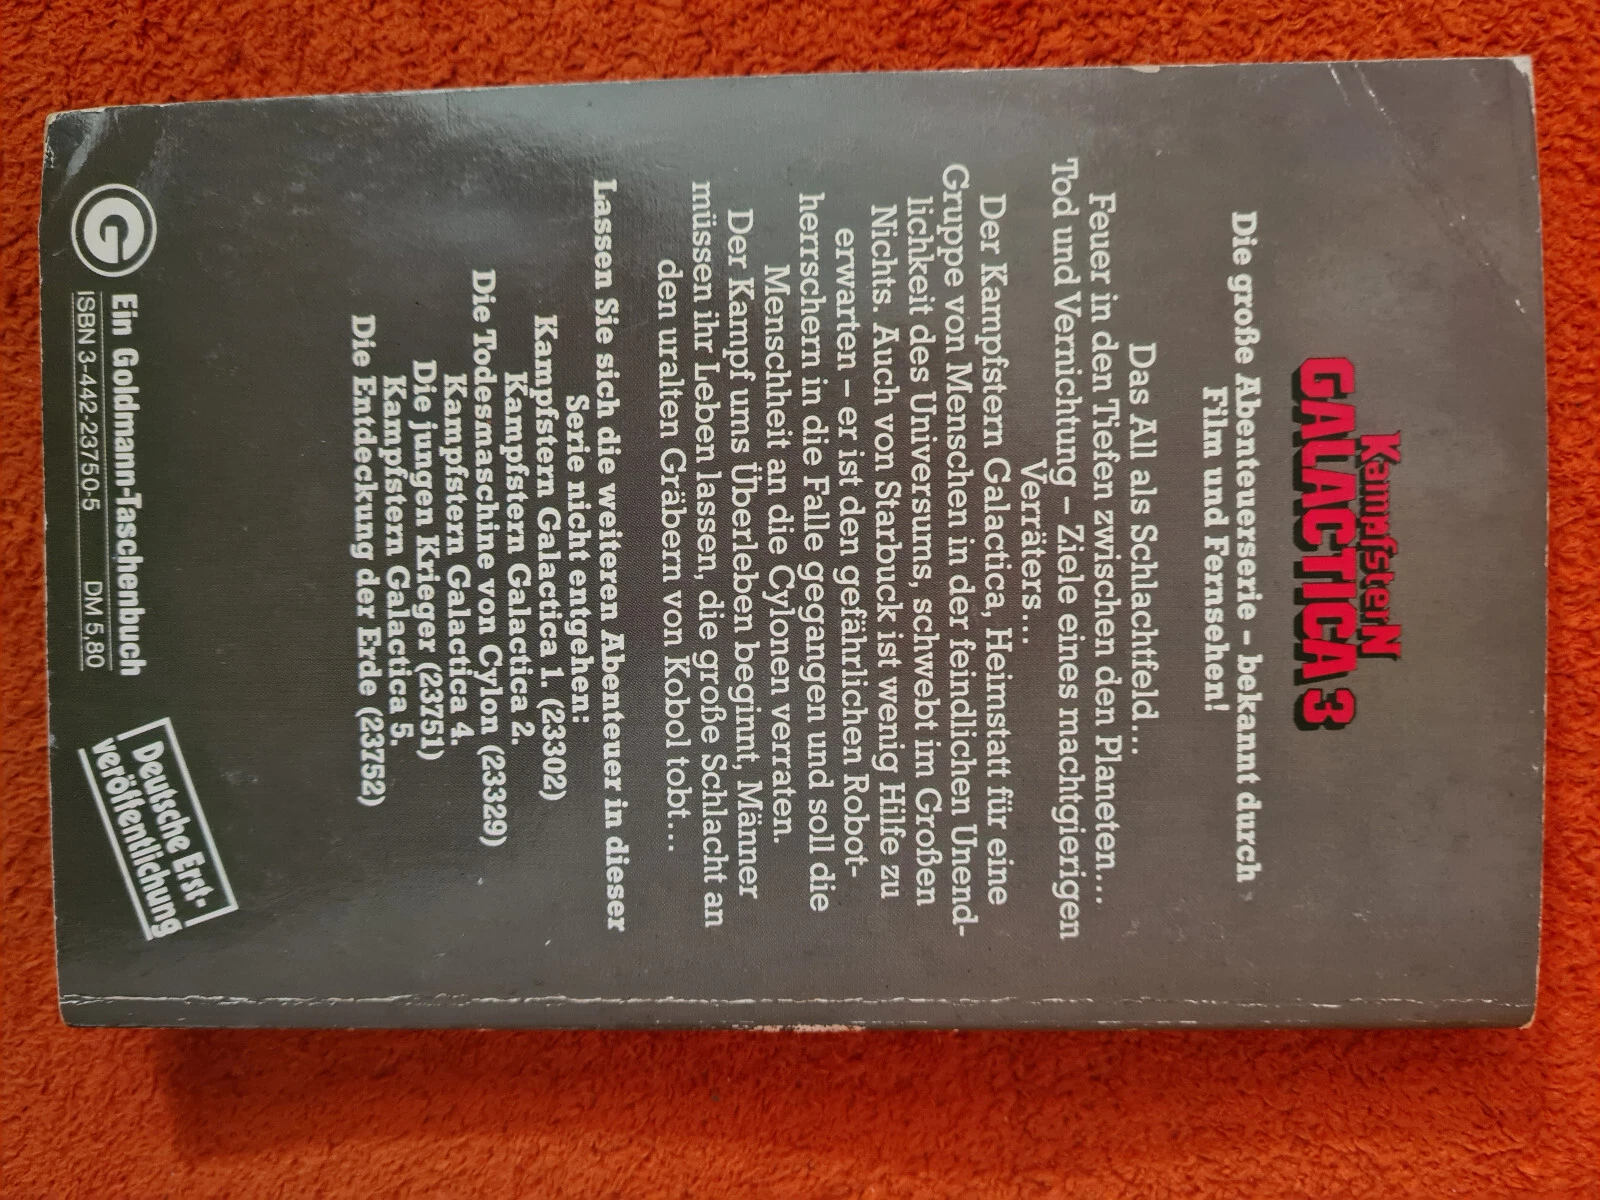 KampfsterN
GALACTICA 3
Die große Abenteuerserie – bekannt durch
Film und Fernsehen!
Das All als Schlachtfeld...
Feuer in den Tiefen zwischen den Planeten...
Tod und Vernichtung – Ziele eines machtgierigen
Verräters...
Der Kampfstern Galactica, Heimstatt für eine
Gruppe von Menschen in der feindlichen Unend-
lichkeit des Universums, schwebt im Großen
Nichts. Auch von Starbuck ist wenig Hilfe zu
erwarten – er ist den gefährlichen Robot-
herrschern in die Falle gegangen und soll die
Menschheit an die Cylonen verraten.
Der Kampf ums Überleben beginnt, Männer
müssen ihr Leben lassen, die große Schlacht an
den uralten Gräbern von Kobol tobt...
Lassen Sie sich die weiteren Abenteuer in dieser
Serie nicht entgehen:
Kampfstern Galactica 1. (23302)
Kampfstern Galactica 2.
Die Todesmaschine von Cylon (23329)
Kampfstern Galactica 4.
Die jungen Krieger (23751)
Kampfstern Galactica 5.
Die Entdeckung der Erde (23752)
G
Ein Goldmann-Taschenbuch
ISBN 3-442-23750-5 DM 5,80
Deutsche Erst-
veröffentlichung